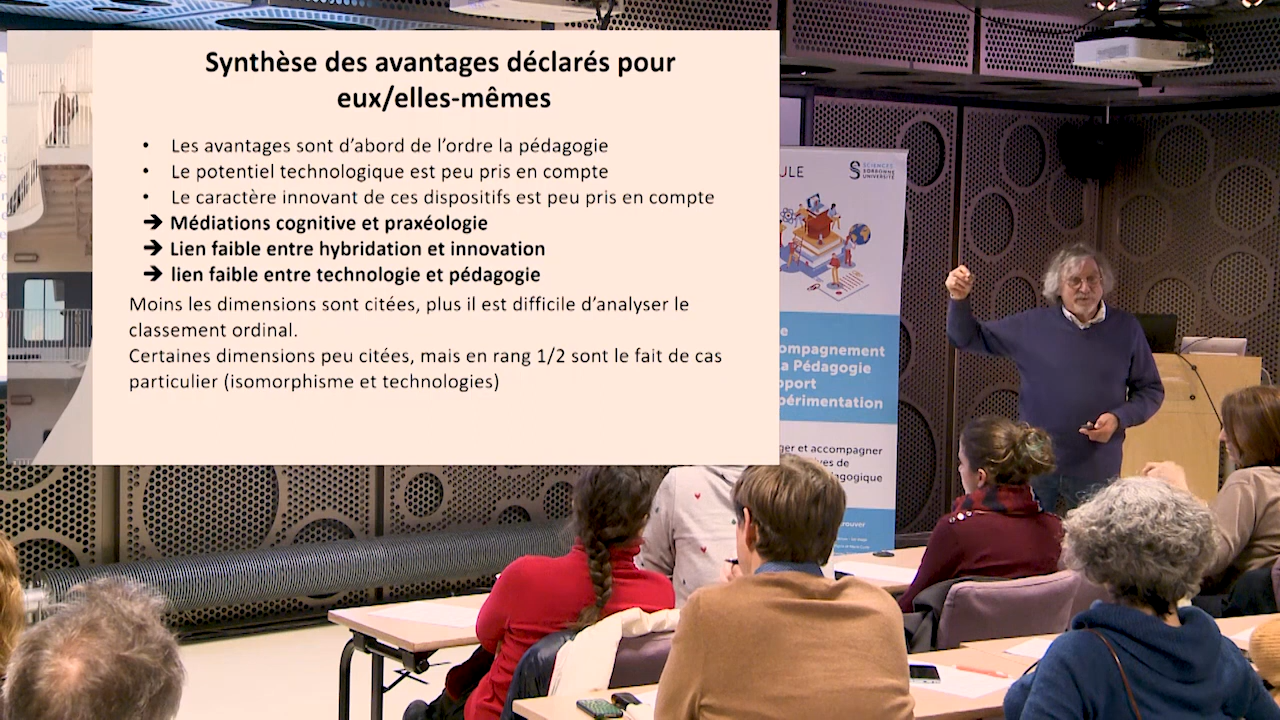 Synthèse des avantages déclarés pour
eux/elles-mêmes
• Les avantages sont d’abord de l’ordre la pédagogie
• Le potentiel technologique est peu pris en compte
• Le caractère innovant de ces dispositifs est peu pris en compte
➔ Médiations cognitive et praxéologie
➔ Lien faible entre hybridation et innovation
➔ lien faible entre technologie et pédagogie
Moins les dimensions sont citées, plus il est difficile d’analyser le
classement ordinal.
Certaines dimensions peu citées, mais en rang 1/2 sont le fait de cas
particulier (isomorphisme et technologies)
ULE
SCIENCES
SORBONNE
UNIVERSITÉ
e
ompagnement
a Pédagogie
pport
périmentation
ger et accompagner
ves de
agogique
rouver